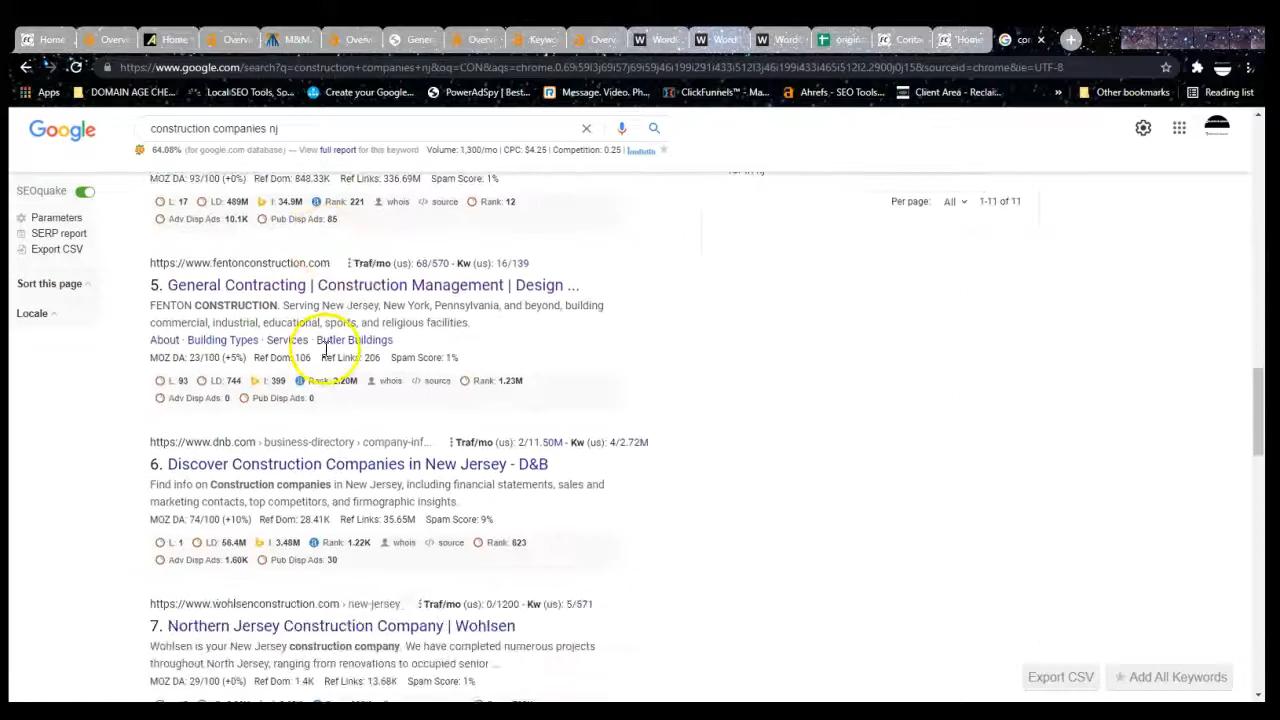 Home
Overv
Home
Overv
M&M
Overv
Gener
Overv
Keywo
Overv
Word
Word
Word
origin
Conta
"Home
con
https://www.google.com/search?q=construction+companies+nj&oq=CON&aqs=chrome.0.69i59l3j69i57j69i59j46i199i291i433i512l3j46i199i433i465i512l2.2900j0j15&sourceid=chrome&ie=UTF-8
Apps DOMAIN AGE CHE... Local SEO Tools, Sp... Create your Google... PowerAdSpy | Best... Message. Video. Ph... ClickFunnels™ - Mar... Ahrefs - SEO Tools... Client Area - Reclai... » Other bookmarks Reading list
Google
construction companies nj
64.08% (for google.com database) — View full report for this keyword Volume: 1,300/mo | CPC: $4.25 | Competition: 0.25
SEOquake
Parameters
SERP report
Export CSV
Sort this page
Locale
MOZ DA: 93/100 (+0%) Ref Dom: 848.33K Ref Links: 336.69M Spam Score: 1%
L: 17 LD: 489M I: 34.9M Rank: 221 whois source Rank: 12
Adv Disp Ads: 10.1K Pub Disp Ads: 85
Per page: All 1-11 of 11
https://www.fentonconstruction.com Traf/mo (us): 68/570 - Kw (us): 16/139
5. General Contracting | Construction Management | Design ...
FENTON CONSTRUCTION. Serving New Jersey, New York, Pennsylvania, and beyond, building
commercial, industrial, educational, sports, and religious facilities.
About · Building Types · Services · Butler Buildings
MOZ DA: 23/100 (+5%) Ref Dom: 106 Ref Links: 206 Spam Score: 1%
L: 93 LD: 744 I: 399 Rank: 2.20M whois source Rank: 1.23M
Adv Disp Ads: 0 Pub Disp Ads: 0
https://www.dnb.com › business-directory › company-inf... Traf/mo (us): 2/11.50M - Kw (us): 4/2.72M
6. Discover Construction Companies in New Jersey - D&B
Find info on Construction companies in New Jersey, including financial statements, sales and
marketing contacts, top competitors, and firmographic insights.
MOZ DA: 74/100 (+10%) Ref Dom: 28.41K Ref Links: 35.65M Spam Score: 9%
L: 1 LD: 56.4M I: 3.48M Rank: 1.22K whois source Rank: 623
Adv Disp Ads: 1.60K Pub Disp Ads: 30
https://www.wohlsenconstruction.com › new-jersey Traf/mo (us): 0/1200 - Kw (us): 5/571
7. Northern Jersey Construction Company | Wohlsen
Wohlsen is your New Jersey construction company. We have completed numerous projects
throughout North Jersey, ranging from renovations to occupied senior ...
MOZ DA: 29/100 (+0%) Ref Dom: 1.4K Ref Links: 13.68K Spam Score: 1%
Export CSV Add All Keywords